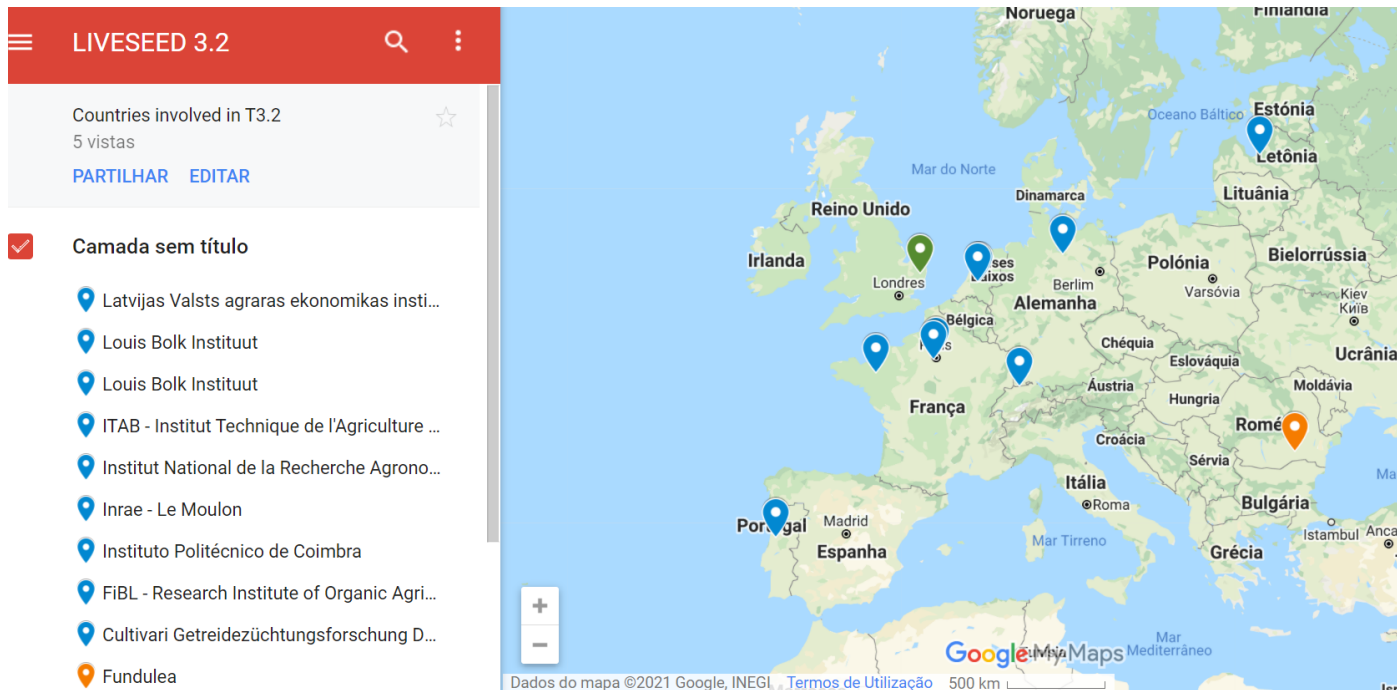 LIVESEED 3.2
Countries involved in T3.2
5 vistas
PARTILHAR EDITAR
Camada sem título
Latvijas Valsts agraras ekonomikas insti...
Louis Bolk Instituut
Louis Bolk Instituut
ITAB - Institut Technique de l'Agriculture ...
Institut National de la Recherche Agrono...
Inrae - Le Moulon
Instituto Politécnico de Coimbra
FiBL - Research Institute of Organic Agri...
Cultivari Getreidezüchtungsforschung D...
Fundulea
Noruega
Finlândia
Oceano Báltico
Estónia
Letônia
Mar do Norte
Dinamarca
Lituânia
Reino Unido
Irlanda
Londres
Baixos
Berlim
Polónia
Varsóvia
Bielorrússia
Alemanha
Kiev
Київ
Bélgica
Chéquia
Eslováquia
Ucrânia
Áustria
Hungria
Moldávia
França
Croácia
Sérvia
Itália
Roma
Bulgária
Portugal
Madrid
Espanha
Istambul
Mar Tirreno
Grécia
Mar
Mediterrâneo
Google My Maps
Dados do mapa ©2021 Google, INEGI
Termos de Utilização
500 km